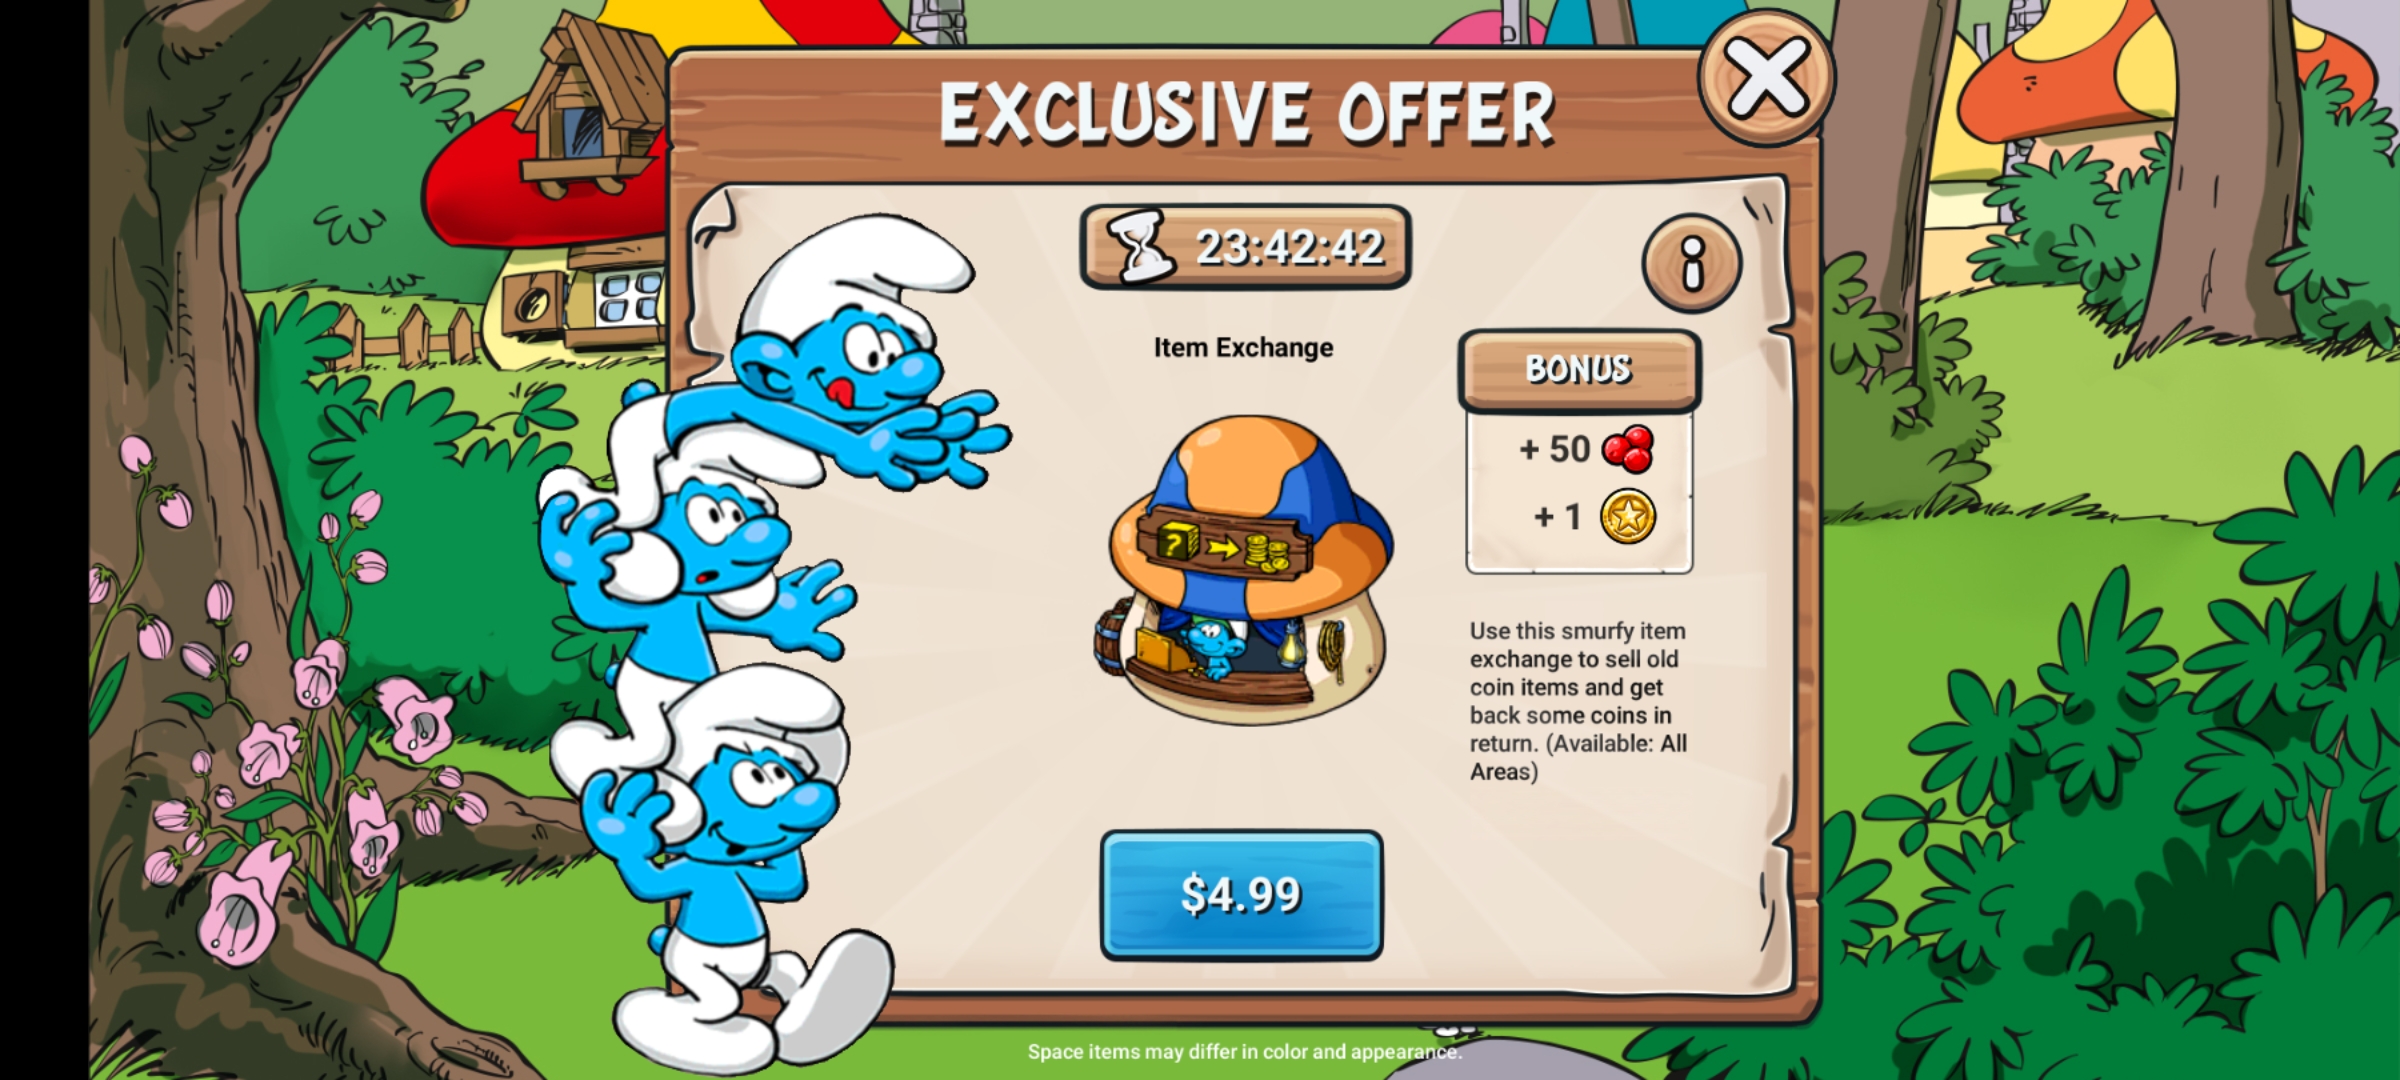 EXCLUSIVE OFFER
23:42:42
Item Exchange
?
BONUS
+ 50
+ 1
Use this smurfy item
exchange to sell old
coin items and get
back some coins in
return. (Available: All
Areas)
$4.99
Space items may differ in color and appearance.